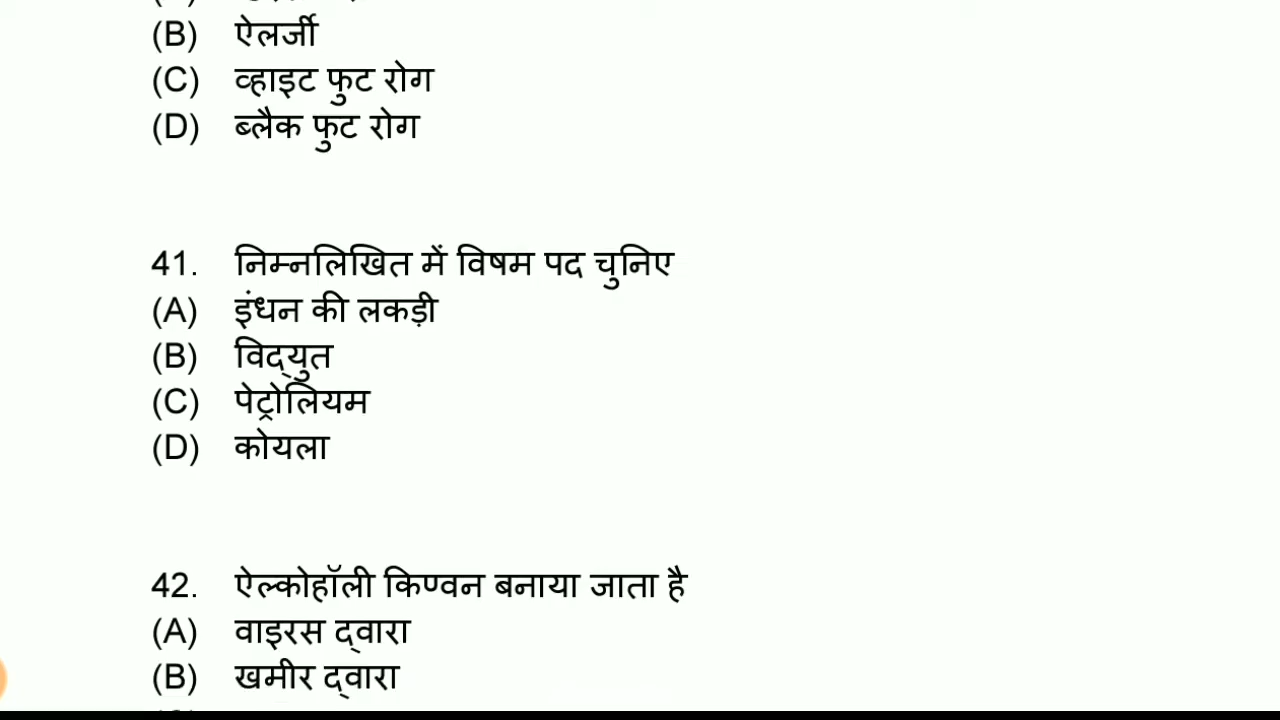 (B) ऐलर्जी
(C) व्हाइट फुट रोग
(D) ब्लैक फुट रोग
41. निम्नलिखित में विषम पद चुनिए
(A) इंधन की लकड़ी
(B) विद्युत
(C) पेट्रोलियम
(D) कोयला
42. ऐल्कोहॉली किण्वन बनाया जाता है
(A) वाइरस द्वारा
(B) खमीर द्वारा